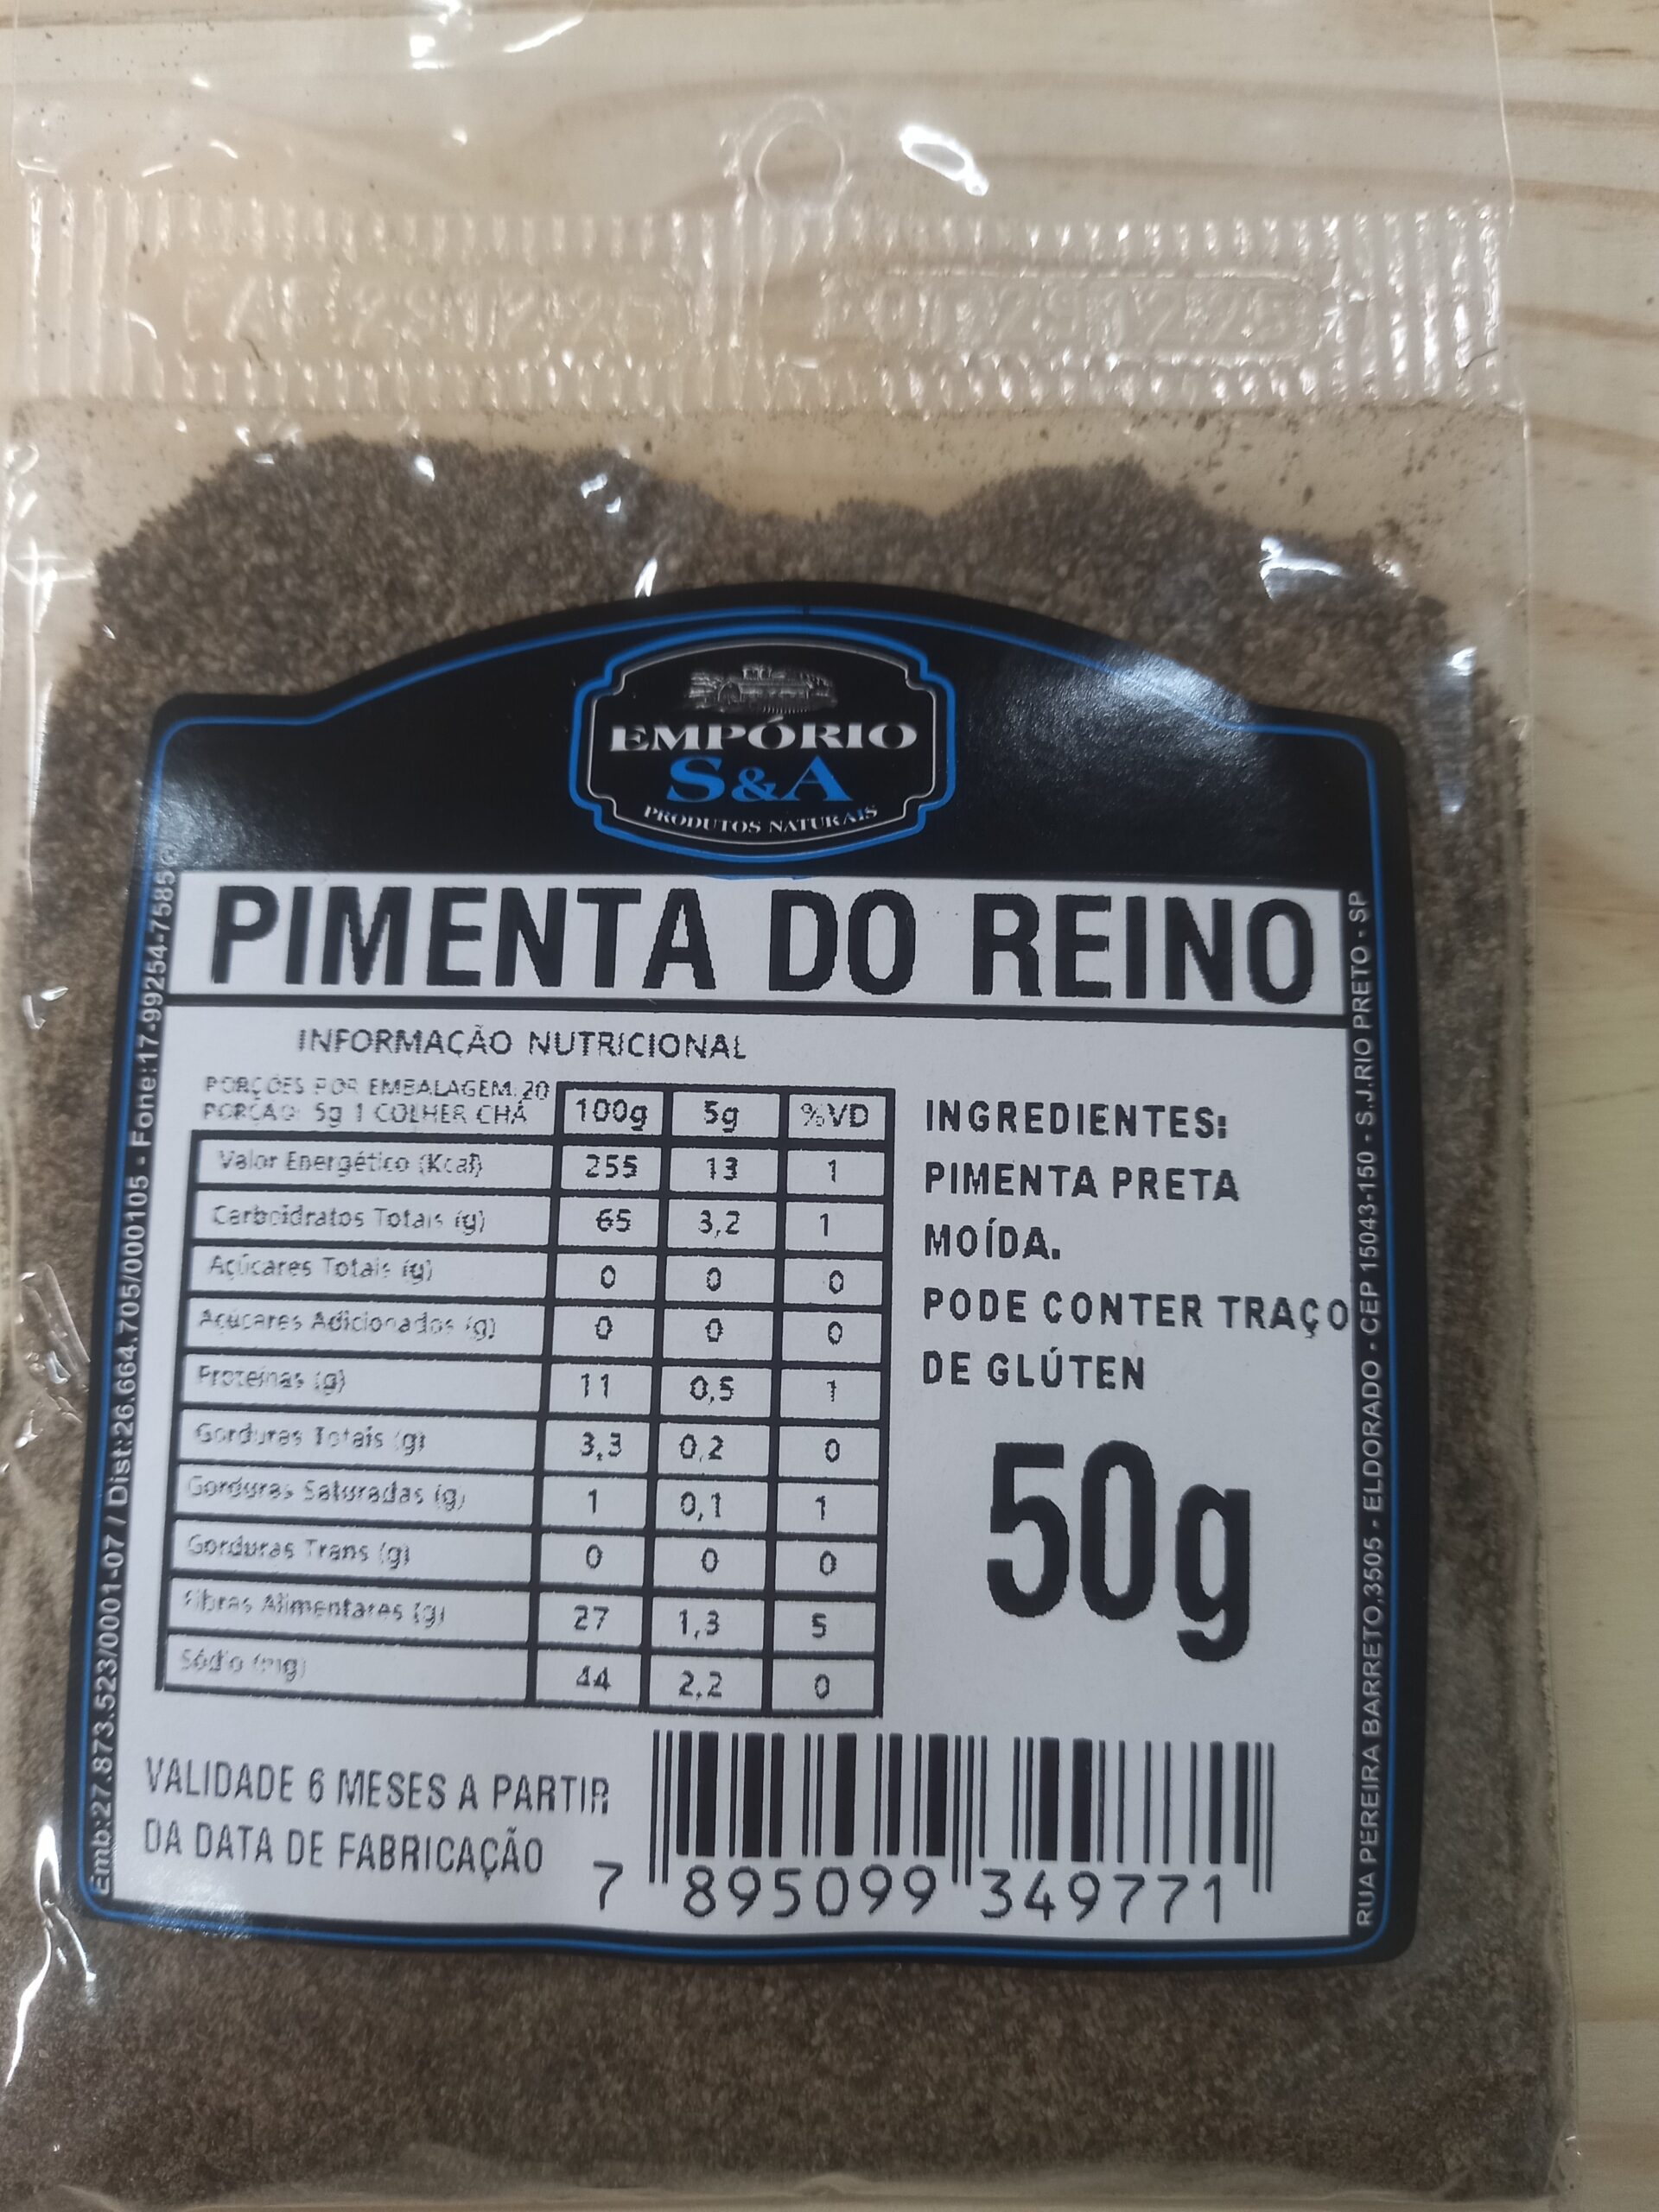 FAB291225
LOT291225
EMPÓRIO
S&A
PRODUTOS NATURAIS
PIMENTA DO REINO
INFORMAÇÃO NUTRICIONAL
PORÇÕES POR EMBALAGEM: 20
PORÇÃO: 5g 1 COLHER CHÁ
100g 5g %VD
Valor Energético (Kcal) 255 13 1
Carboidratos Totais (g) 65 3,2 1
Açúcares Totais (g) 0 0 0
Açúcares Adicionados (g) 0 0 0
Proteínas (g) 11 0,5 1
Gorduras Totais (g) 3,3 0,2 0
Gorduras Saturadas (g) 1 0,1 1
Gorduras Trans (g) 0 0 0
Fibras Alimentares (g) 27 1,3 5
Sódio (mg) 44 2,2 0
INGREDIENTES:
PIMENTA PRETA
MOÍDA.
PODE CONTER TRAÇO
DE GLÚTEN
50g
VALIDADE 6 MESES A PARTIR
DA DATA DE FABRICAÇÃO
7 895099 349771
Emb:27.873.523/0001-07 / Dist:26.664.705/000105 - Fone:17-99254-7585
RUA PEREIRA BARRETO,3505 - ELDORADO - CEP 15043-150 - S.J.RIO PRETO - SP